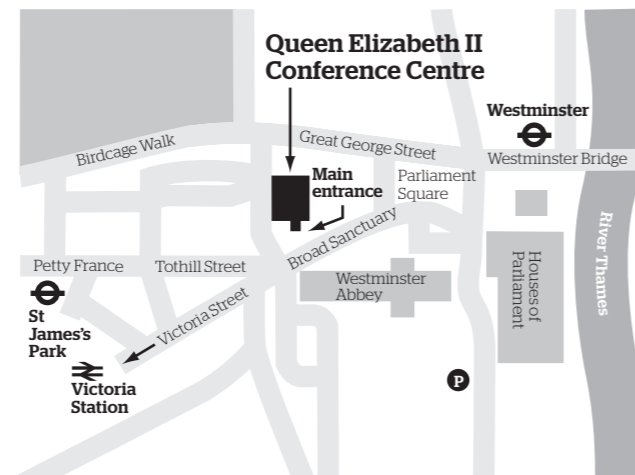 Queen Elizabeth II
Conference Centre
Westminster
Birdcage Walk
Great George Street
Westminster Bridge
Main
entrance
Parliament
Square
Broad Sanctuary
River Thames
Petty France
Tothill Street
Westminster
Abbey
Houses of
Parliament
St
James's
Park
Victoria Street
Victoria
Station
P